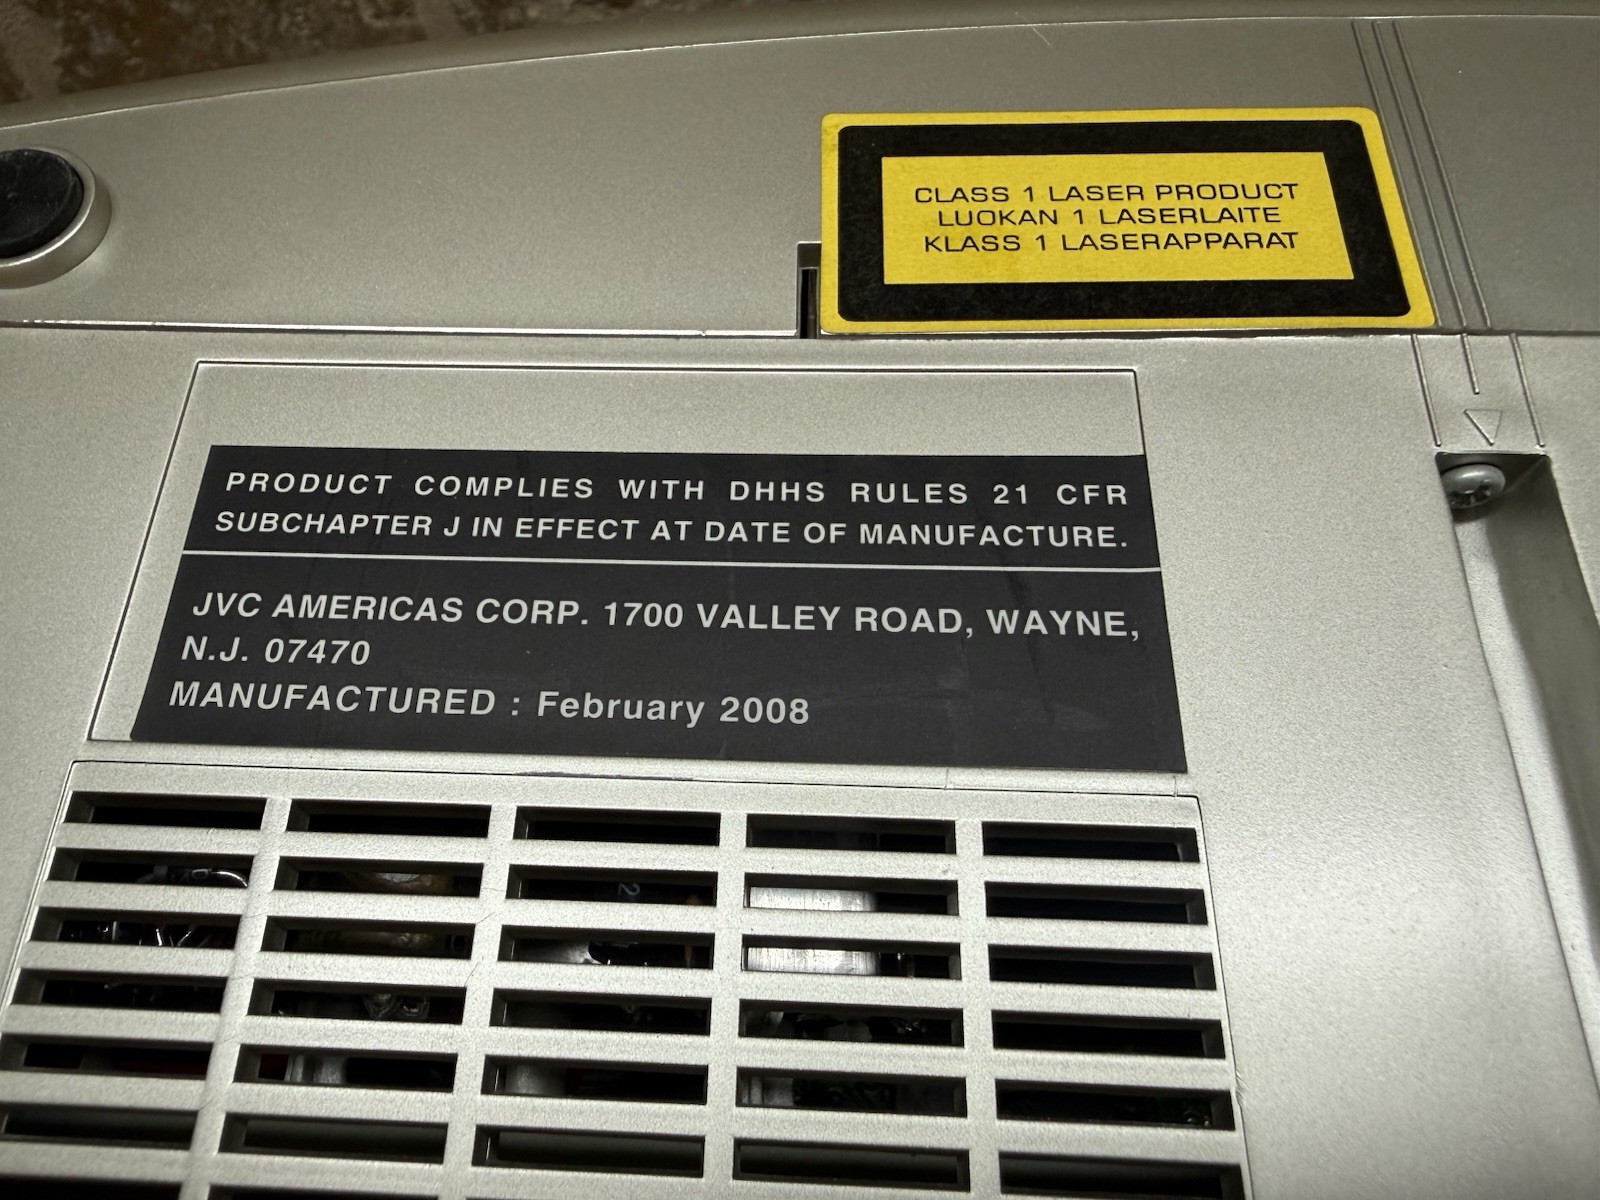 CLASS 1 LASER PRODUCT
LUOKAN 1 LASERLAITE
KLASS 1 LASERAPPARAT
PRODUCT COMPLIES WITH DHHS RULES 21 CFR
SUBCHAPTER J IN EFFECT AT DATE OF MANUFACTURE.
JVC AMERICAS CORP. 1700 VALLEY ROAD, WAYNE,
N.J. 07470
MANUFACTURED : February 2008